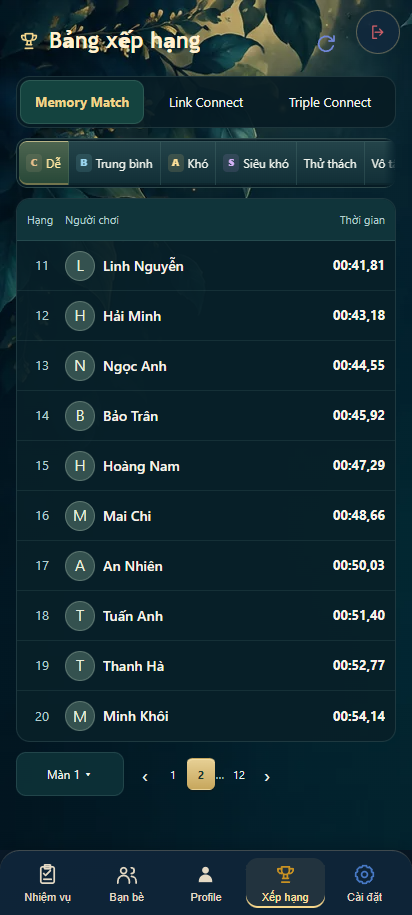 Bảng xếp hạng
Memory Match Link Connect Triple Connect
C Dễ B Trung bình A Khó S Siêu khó Thử thách Vô
Hạng Người chơi Thời gian
11 L Linh Nguyễn 00:41,81
12 H Hải Minh 00:43,18
13 N Ngọc Anh 00:44,55
14 B Bảo Trân 00:45,92
15 H Hoàng Nam 00:47,29
16 M Mai Chi 00:48,66
17 A An Nhiên 00:50,03
18 T Tuấn Anh 00:51,40
19 T Thanh Hà 00:52,77
20 M Minh Khôi 00:54,14
Màn 1 ‹ 1 2 ... 12 ›
Nhiệm vụ Bạn bè Profile Xếp hạng Cài đặt